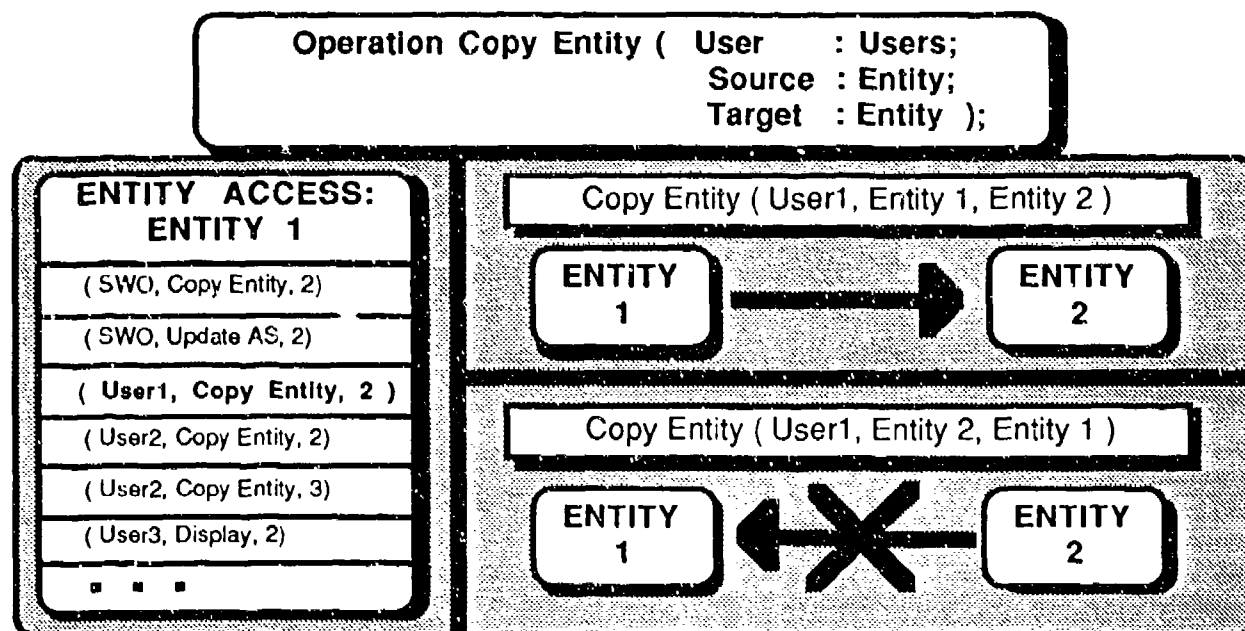 Operation Copy Entity ( User : Users;
Source : Entity;
Target : Entity );
ENTITY ACCESS:
ENTITY 1
( SWO, Copy Entity, 2)
( SWO, Update AS, 2)
( User1, Copy Entity, 2 )
( User2, Copy Entity, 2)
( User2, Copy Entity, 3)
( User3, Display, 2)
Copy Entity ( User1, Entity 1, Entity 2 )
ENTITY
1
ENTITY
2
Copy Entity ( User1, Entity 2, Entity 1 )
ENTITY
1
ENTITY
2